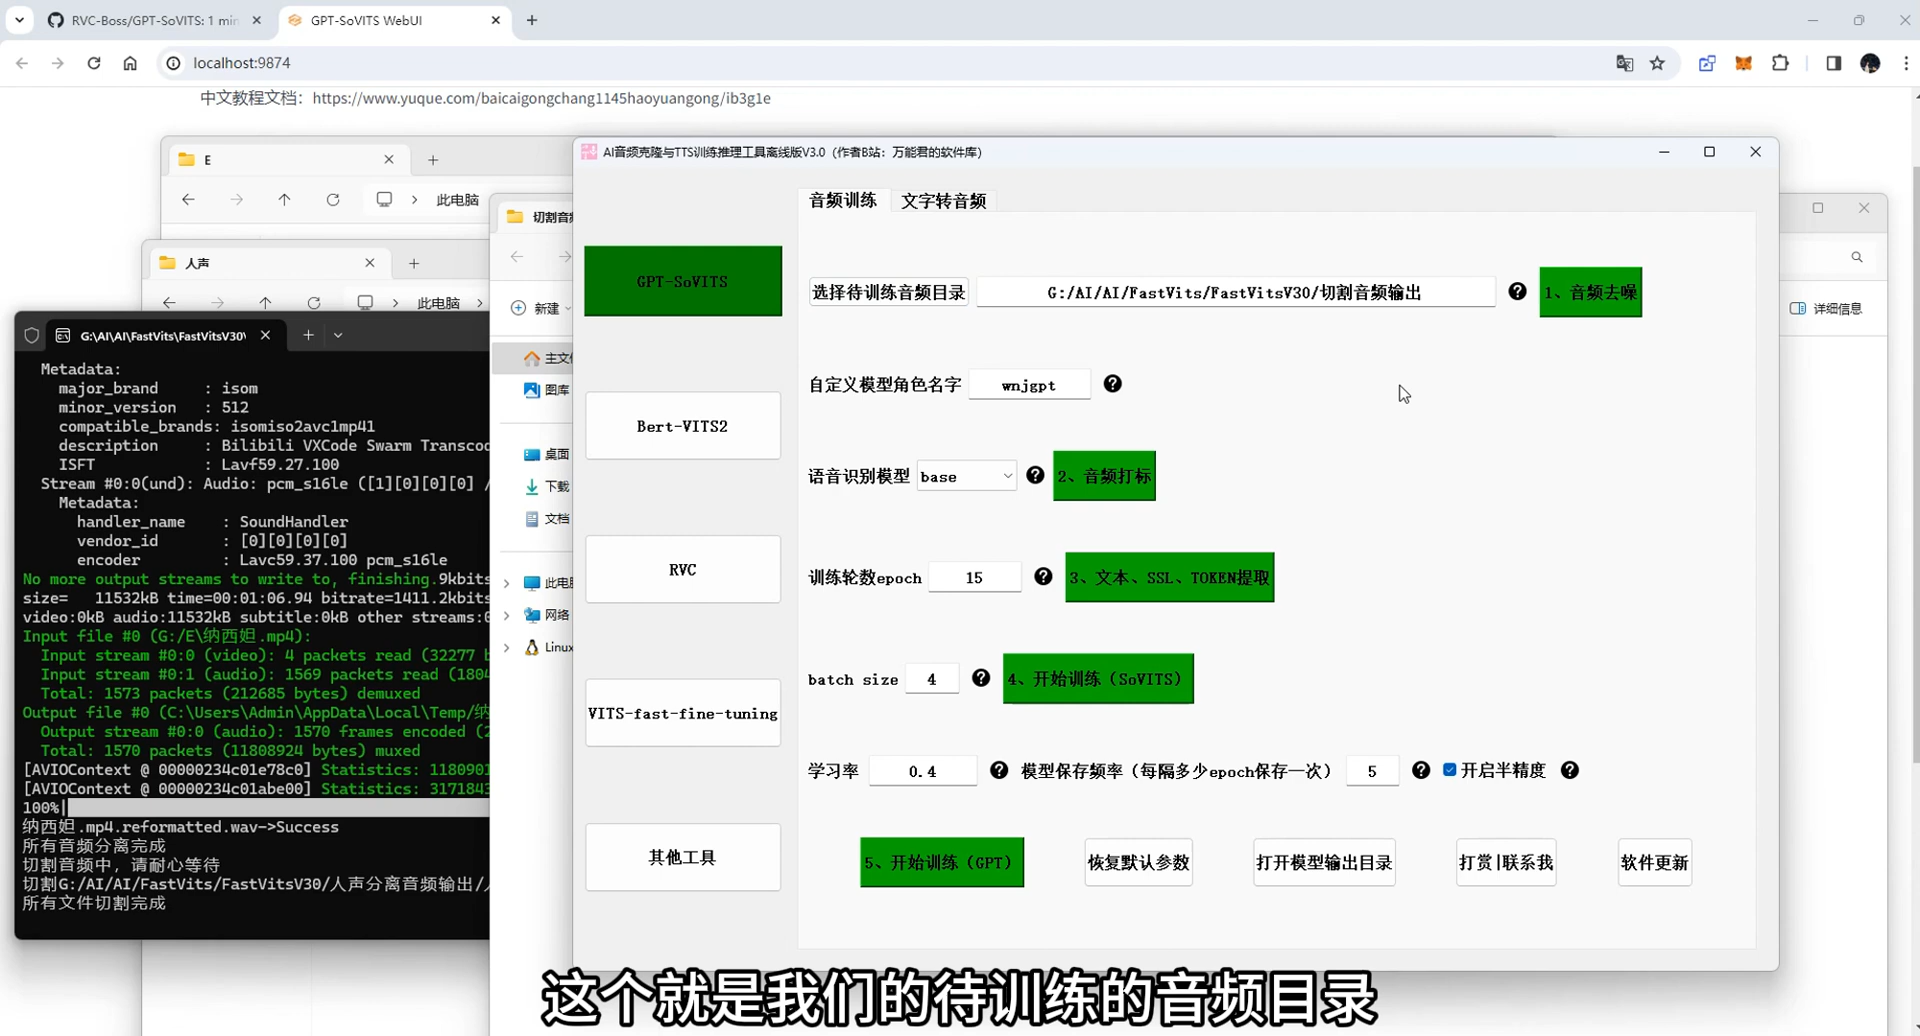 RVC-Boss/GPT-SoVITS: 1 min
GPT-SoVITS WebUI
localhost:9874
中文教程文档：https://www.yuque.com/baicaigongchang1145haoyuangong/ib3g1e
E
此电脑
人声
此电脑
切割音频
新建
详细信息
主文件
图库
桌面
下载
文档
此电脑
网络
Linux
G:\AI\AI\FastVits\FastVitsV30\
Metadata:
major_brand : isom
minor_version : 512
compatible_brands: isomiso2avc1mp41
description : Bilibili VXCode Swarm Transcod
ISFT : Lavf59.27.100
Stream #0:0(und): Audio: pcm_s16le ([1][0][0][0] /
Metadata:
handler_name : SoundHandler
vendor_id : [0][0][0][0]
encoder : Lavc59.37.100 pcm_s16le
No more output streams to write to, finishing.9kbits
size= 11532kB time=00:01:06.94 bitrate=1411.2kbits
video:0kB audio:11532kB subtitle:0kB other streams:0
Input file #0 (G:/E\纳西妲.mp4):
Input stream #0:0 (video): 4 packets read (32277 b
Input stream #0:1 (audio): 1569 packets read (1804
Total: 1573 packets (212685 bytes) demuxed
Output file #0 (C:\Users\Admin\AppData\Local\Temp/纳
Output stream #0:0 (audio): 1570 frames encoded (2
Total: 1570 packets (11808924 bytes) muxed
[AVIOContext @ 00000234c01e78c0] Statistics: 1180901
[AVIOContext @ 00000234c01abe00] Statistics: 3171843
100%|
纳西妲.mp4.reformatted.wav->Success
所有音频分离完成
切割音频中，请耐心等待
切割G:/AI/AI/FastVits/FastVitsV30/人声分离音频输出/
所有文件切割完成
AI音频克隆与TTS训练推理工具离线版V3.0（作者B站：万能君的软件库）
音频训练 文字转音频
GPT-SoVITS
Bert-VITS2
RVC
VITS-fast-fine-tuning
其他工具
选择待训练音频目录 G:/AI/AI/FastVits/FastVitsV30/切割音频输出 1、音频去噪
自定义模型角色名字 wnjgpt
语音识别模型 base 2、音频打标
训练轮数epoch 15 3、文本、SSL、TOKEN提取
batch size 4 4、开始训练（SoVITS）
学习率 0.4 模型保存频率（每隔多少epoch保存一次） 5 开启半精度
5、开始训练（GPT） 恢复默认参数 打开模型输出目录 打赏|联系我 软件更新
这个就是我们的待训练的音频目录